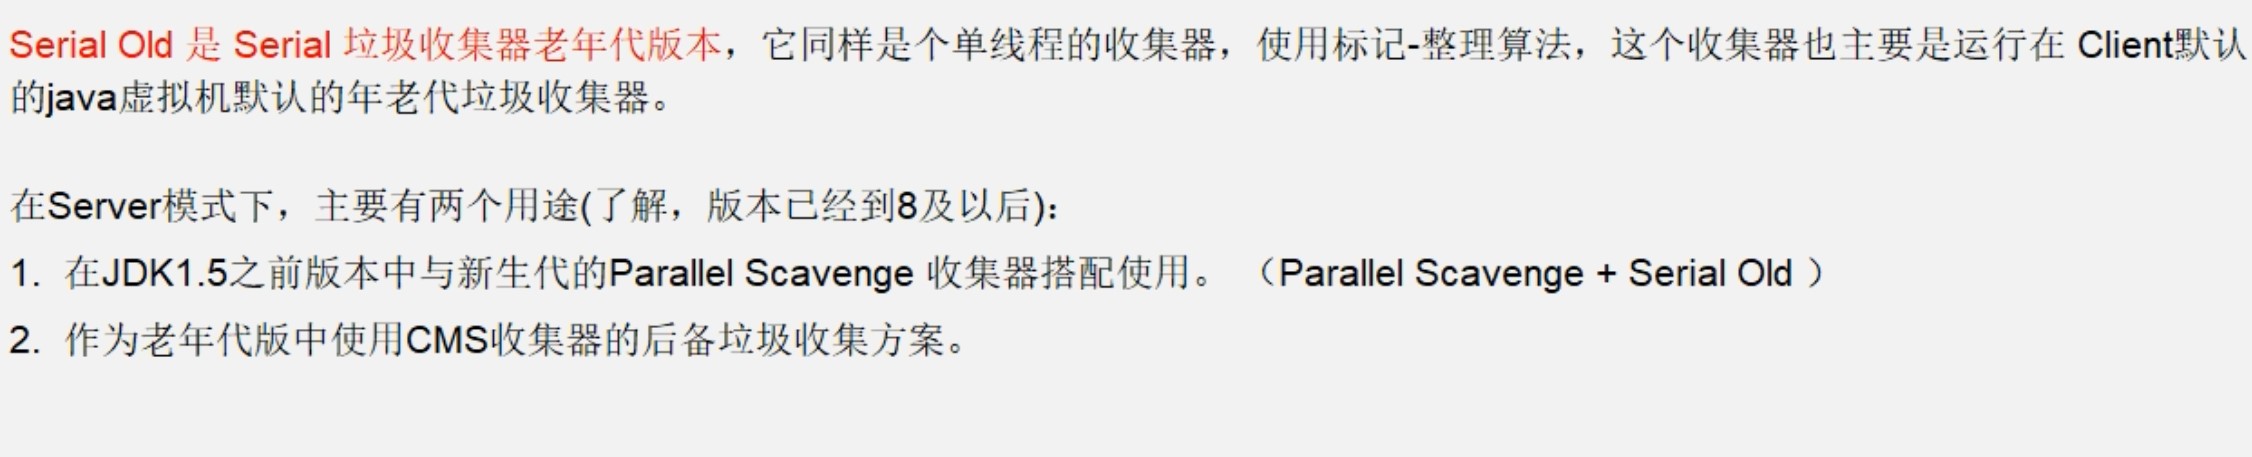 Serial Old 是 Serial 垃圾收集器老年代版本，它同样是个单线程的收集器，使用标记-整理算法，这个收集器也主要是运行在 Client默认
的java虚拟机默认的年老代垃圾收集器。
在Server模式下，主要有两个用途(了解，版本已经到8及以后)：
1. 在JDK1.5之前版本中与新生代的Parallel Scavenge 收集器搭配使用。（Parallel Scavenge + Serial Old ）
2. 作为老年代版中使用CMS收集器的后备垃圾收集方案。